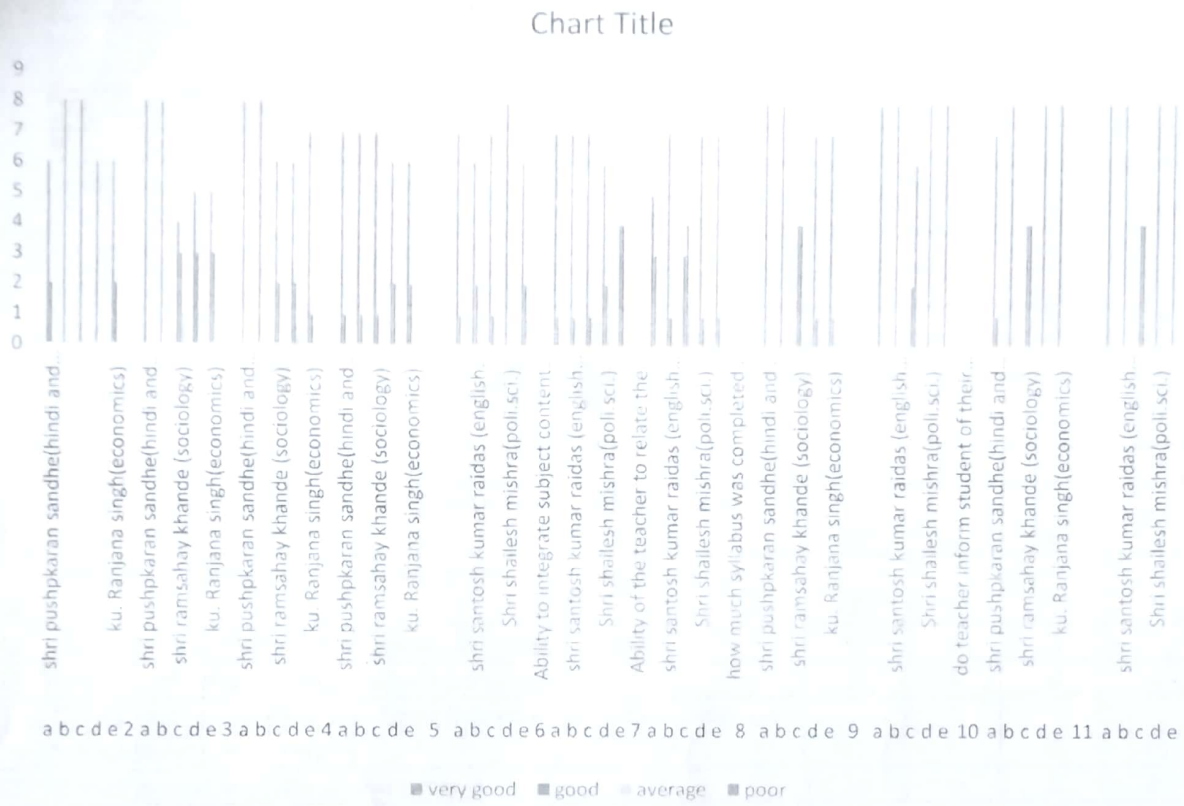 Chart Title
9
8
7
6
5
4
3
2
1
0
shri pushpkaran sandhe(hindi and...
ku. Ranjana singh(economics)
shri pushpkaran sandhe(hindi and...
shri ramsahay khande (sociology)
ku. Ranjana singh(economics)
shri pushpkaran sandhe(hindi and...
shri ramsahay khande (sociology)
ku. Ranjana singh(economics)
shri pushpkaran sandhe(hindi and...
shri ramsahay khande (sociology)
ku. Ranjana singh(economics)
shri santosh kumar raidas (english...
Shri shailesh mishra(poli.sci.)
Ability to integrate subject content...
shri santosh kumar raidas (english...
Shri shailesh mishra(poli.sci.)
Ability of the teacher to relate the...
shri santosh kumar raidas (english...
Shri shailesh mishra(poli.sci.)
how much syllabus was completed...
shri pushpkaran sandhe(hindi and...
shri ramsahay khande (sociology)
ku. Ranjana singh(economics)
shri santosh kumar raidas (english...
Shri shailesh mishra(poli.sci.)
do teacher inform student of their...
shri pushpkaran sandhe(hindi and...
shri ramsahay khande (sociology)
ku. Ranjana singh(economics)
shri santosh kumar raidas (english...
Shri shailesh mishra(poli.sci.)
a b c d e 2 a b c d e 3 a b c d e 4 a b c d e 5 a b c d e 6 a b c d e 7 a b c d e 8 a b c d e 9 a b c d e 10 a b c d e 11 a b c d e
very good good average poor